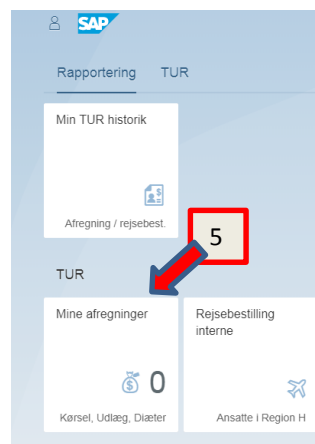 SAP
Rapportering TUR
Min TUR historik
Afregning / rejsebest.
5
TUR
Mine afregninger
Rejsebestilling
interne
0
Kørsel, Udlæg, Diæter
Ansatte i Region H